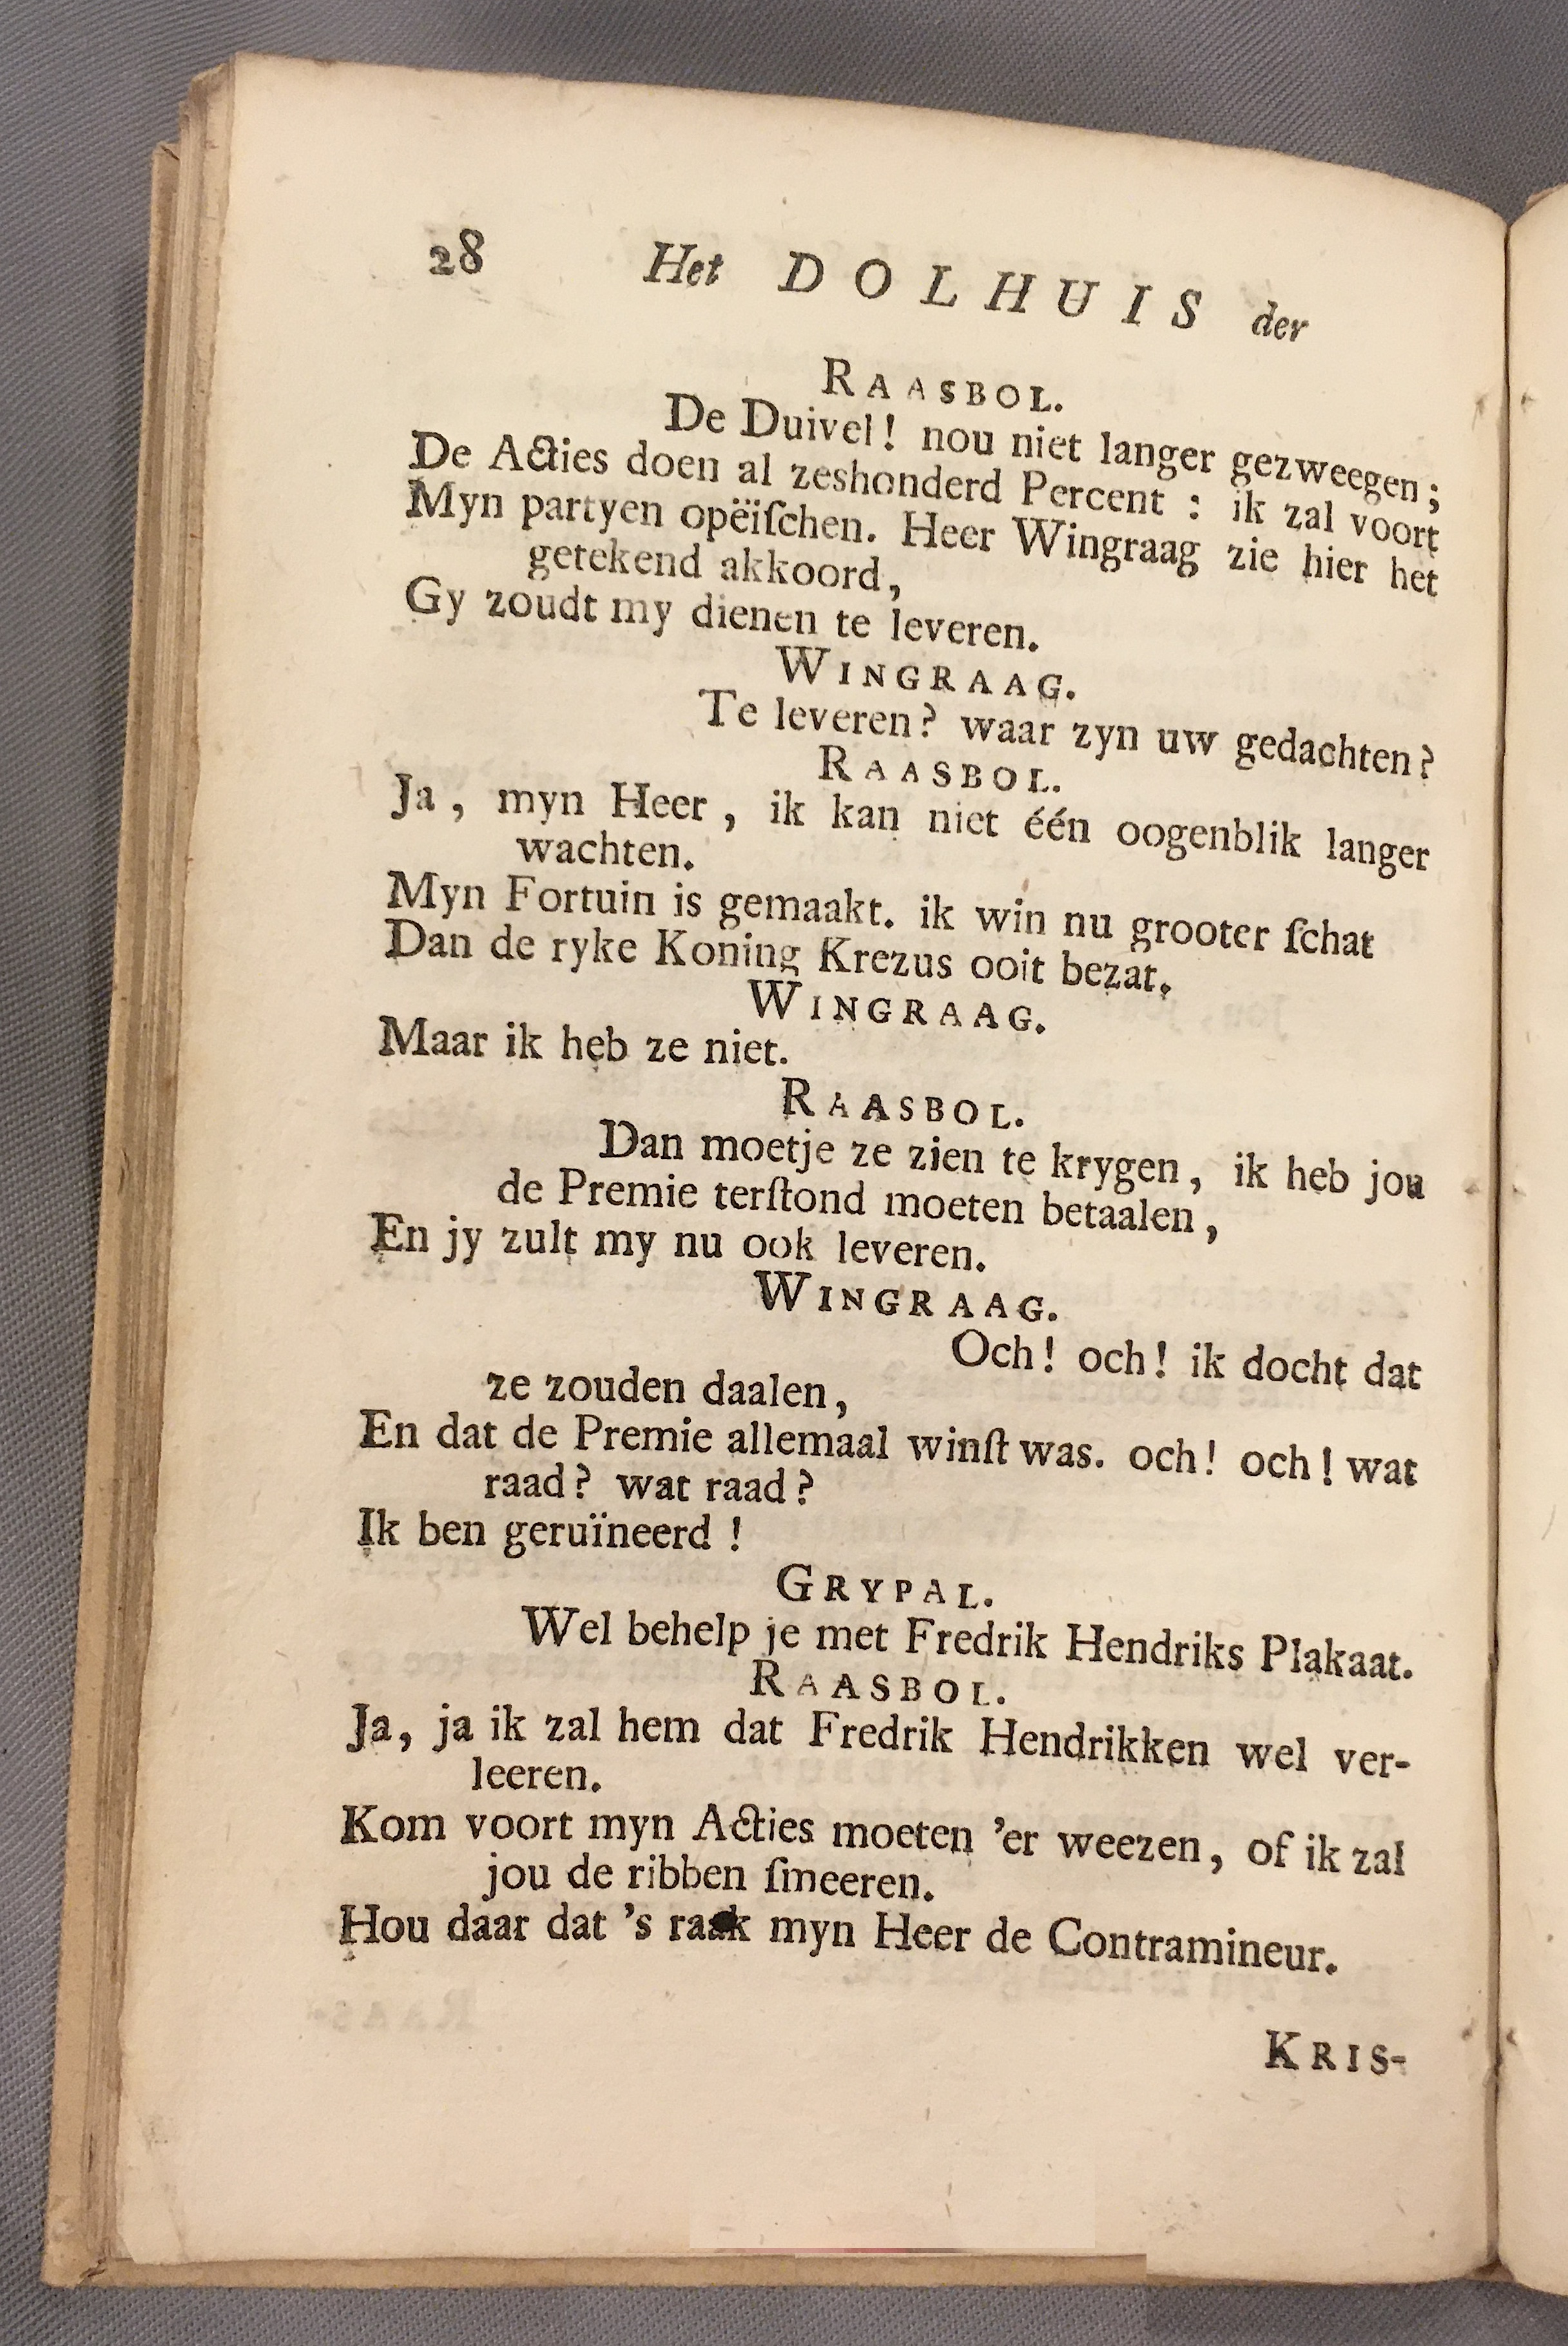 28 Het DOLHUIS der
RAASBOL.
De Duivel! nou niet langer gezweegen;
De Acties doen al zeshonderd Percent : ik zal voort
Myn partyen opëiſchen. Heer Wingraag zie hier het
getekend akkoord,
Gy zoudt my dienen te leveren.
WINGRAAG.
Te leveren? waar zyn uw gedachten?
RAASBOL.
Ja, myn Heer, ik kan niet één oogenblik langer
wachten.
Myn Fortuin is gemaakt. ik win nu grooter ſchat
Dan de ryke Koning Krezus ooit bezat.
WINGRAAG.
Maar ik heb ze niet.
RAASBOL.
Dan moetje ze zien te krygen, ik heb jou
de Premie terſtond moeten betaalen,
En jy zult my nu ook leveren.
WINGRAAG.
Och! och! ik docht dat
ze zouden daalen,
En dat de Premie allemaal winſt was. och! och! wat
raad? wat raad?
Ik ben geruïneerd!
GRYPAL.
Wel behelp je met Fredrik Hendriks Plakaat.
RAASBOL.
Ja, ja ik zal hem dat Fredrik Hendrikken wel ver-
leeren.
Kom voort myn Acties moeten 'er weezen, of ik zal
jou de ribben ſmeeren.
Hou daar dat 's raak myn Heer de Contramineur.
KRIS-